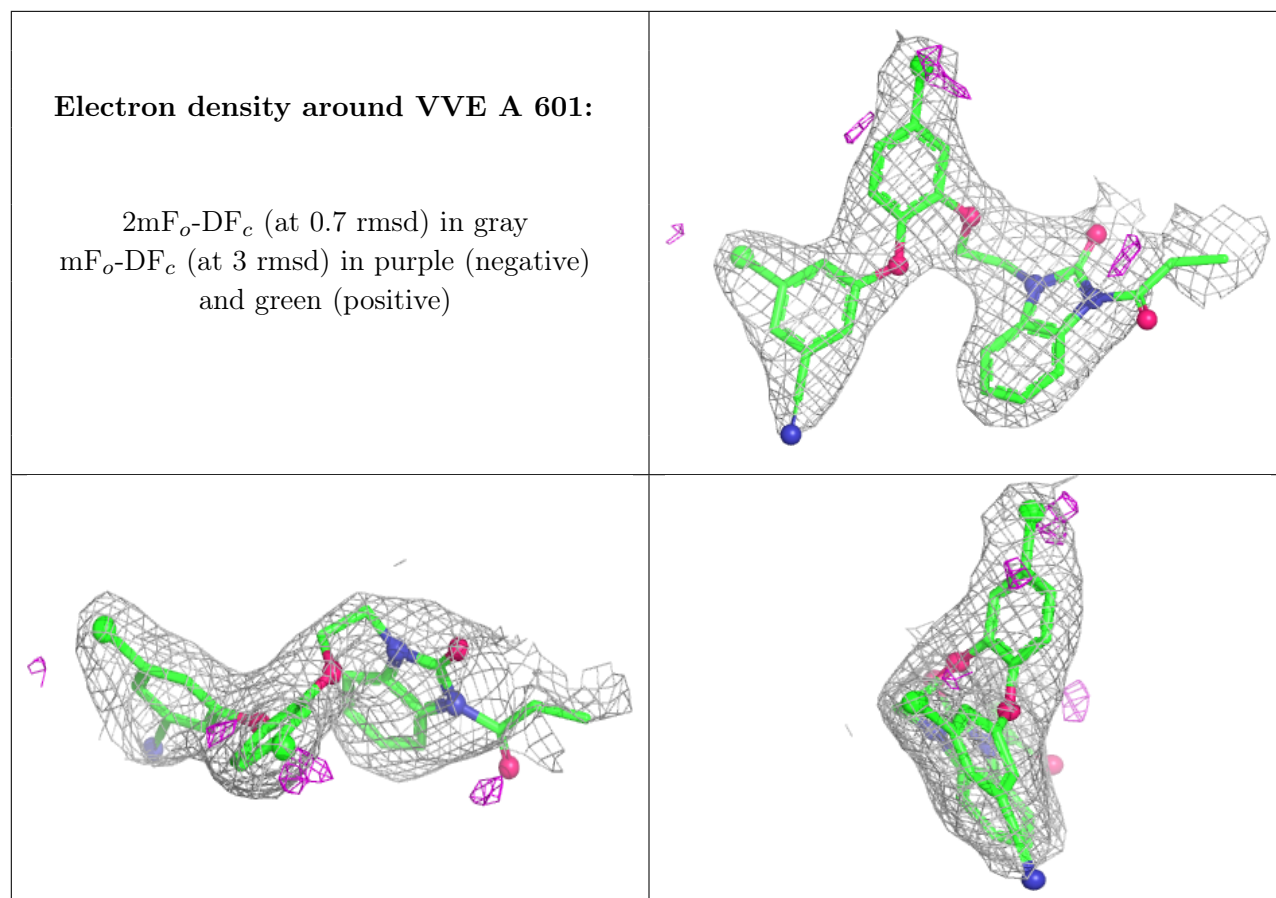 Electron density around VVE A 601:
2mFo-DFc (at 0.7 rmsd) in gray
mFo-DFc (at 3 rmsd) in purple (negative)
and green (positive)